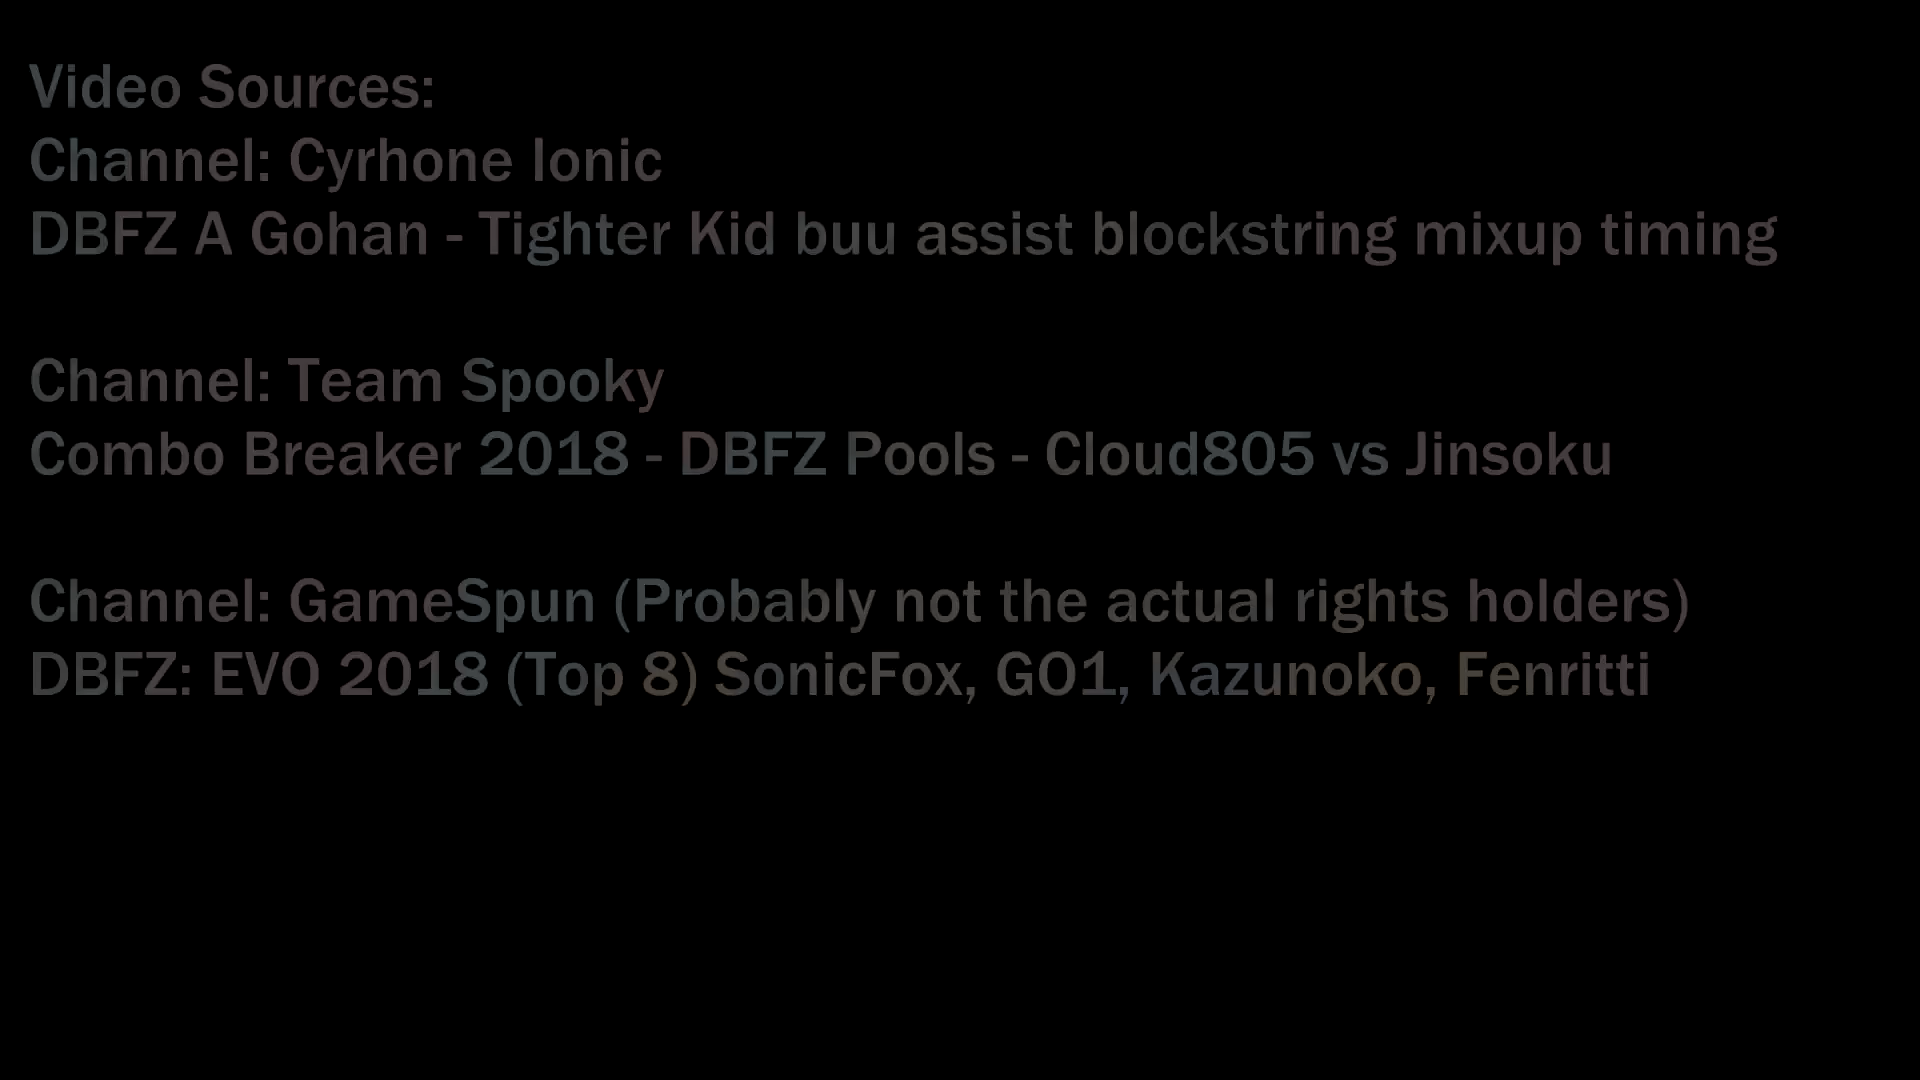 Video Sources:
Channel: Cyrhone Ionic
DBFZ A Gohan - Tighter Kid buu assist blockstring mixup timing
Channel: Team Spooky
Combo Breaker 2018 - DBFZ Pools - Cloud805 vs Jinsoku
Channel: GameSpun (Probably not the actual rights holders)
DBFZ: EVO 2018 (Top 8) SonicFox, GO1, Kazunoko, Fenritti